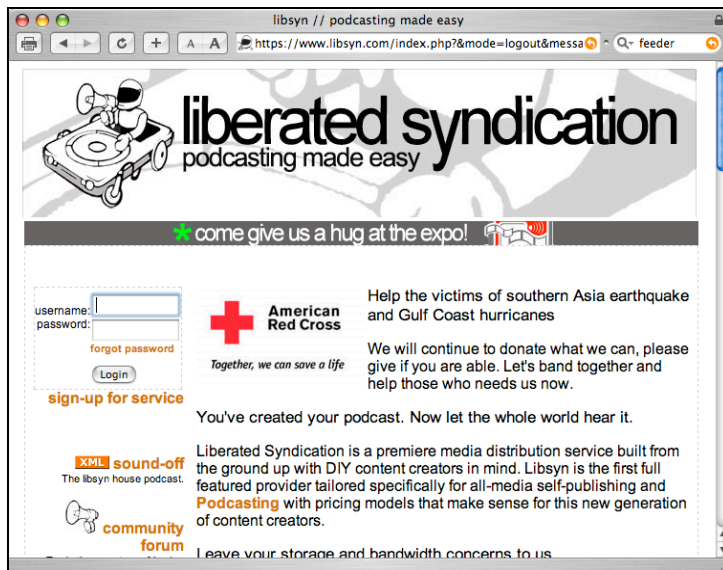 libsyn // podcasting made easy
A A https://www.libsyn.com/index.php?&mode=logout&messa feeder
liberated syndication
podcasting made easy
* come give us a hug at the expo!
username:
password:
forgot password
Login
sign-up for service
XML sound-off
The libsyn house podcast.
community
forum
American
Red Cross
Together, we can save a life
Help the victims of southern Asia earthquake
and Gulf Coast hurricanes
We will continue to donate what we can, please
give if you are able. Let's band together and
help those who needs us now.
You've created your podcast. Now let the whole world hear it.
Liberated Syndication is a premiere media distribution service built from
the ground up with DIY content creators in mind. Libsyn is the first full
featured provider tailored specifically for all-media self-publishing and
Podcasting with pricing models that make sense for this new generation
of content creators.
Leave your storage and bandwidth concerns to us